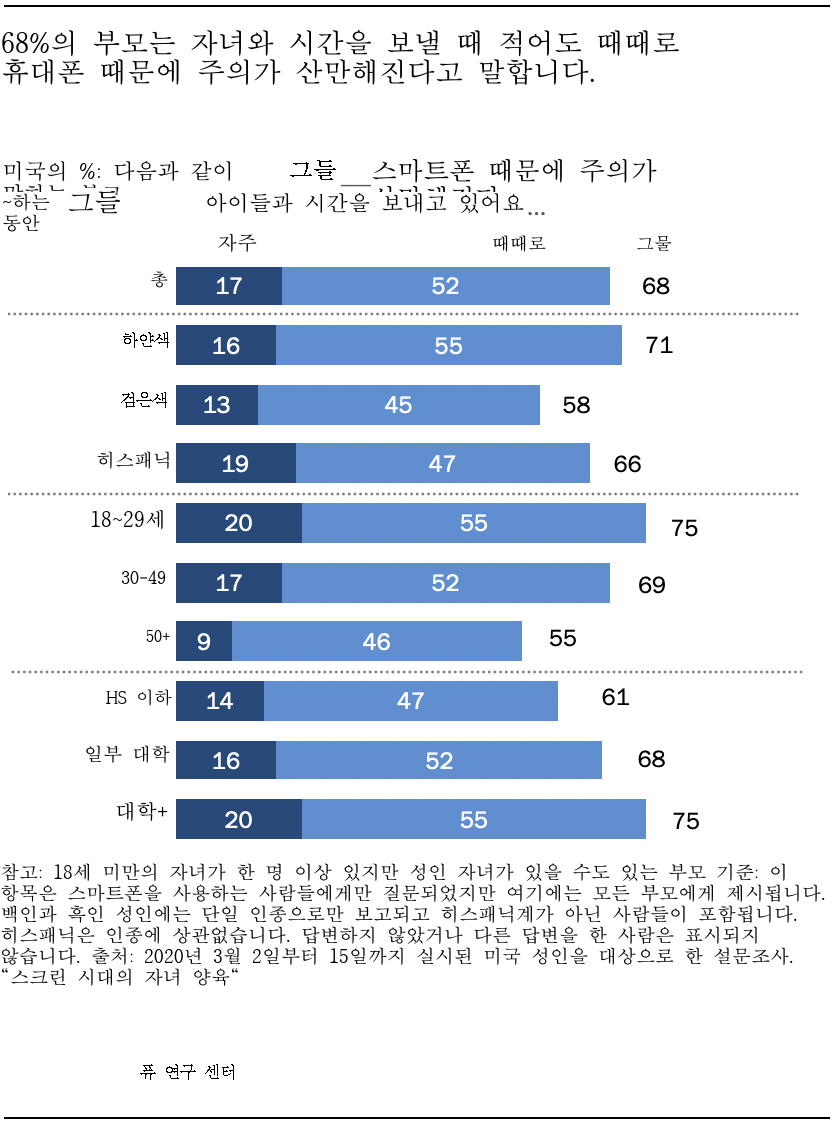 68%의 부모는 자녀와 시간을 보낼 때 적어도 때때로
휴대폰 때문에 주의가 산만해진다고 말합니다.
미국의 %: 다음과 같이 그들 __스마트폰 때문에 주의가
~하는 그들 아이들과 시간을 보내고 있어요...
동안
자주 때때로 그물
총 17 52 68
하얀색 16 55 71
검은색 13 45 58
히스패닉 19 47 66
18~29세 20 55 75
30-49 17 52 69
50+ 9 46 55
HS 이하 14 47 61
일부 대학 16 52 68
대학+ 20 55 75
참고: 18세 미만의 자녀가 한 명 이상 있지만 성인 자녀가 있을 수도 있는 부모 기준: 이
항목은 스마트폰을 사용하는 사람들에게만 질문되었지만 여기에는 모든 부모에게 제시됩니다.
백인과 흑인 성인에는 단일 인종으로만 보고되고 히스패닉계가 아닌 사람들이 포함됩니다.
히스패닉은 인종에 상관없습니다. 답변하지 않았거나 다른 답변을 한 사람은 표시되지
않습니다. 출처: 2020년 3월 2일부터 15일까지 실시된 미국 성인을 대상으로 한 설문조사.
“스크린 시대의 자녀 양육“
퓨 연구 센터